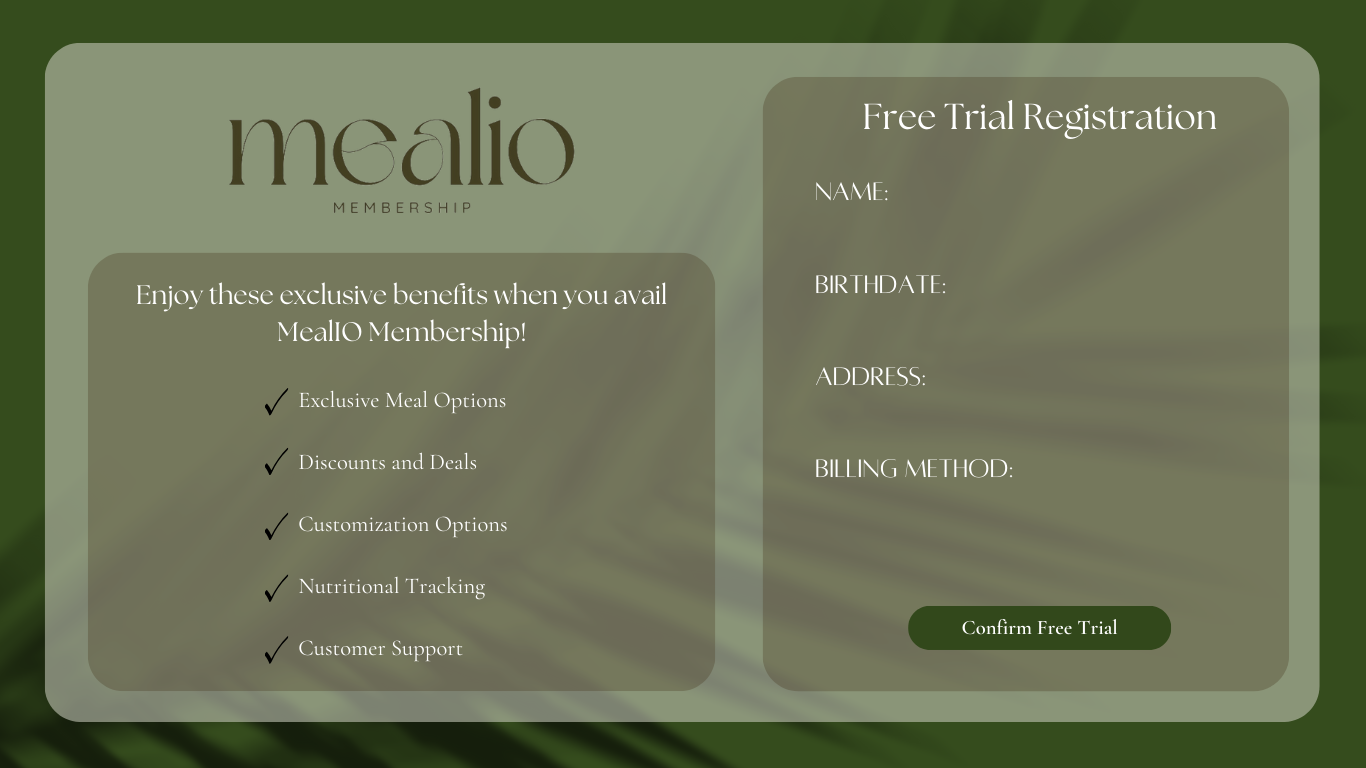 mealio
MEMBERSHIP
Enjoy these exclusive benefits when you avail
MealIO Membership!
Exclusive Meal Options
Discounts and Deals
Customization Options
Nutritional Tracking
Customer Support
Free Trial Registration
NAME:
BIRTHDATE:
ADDRESS:
BILLING METHOD:
Confirm Free Trial